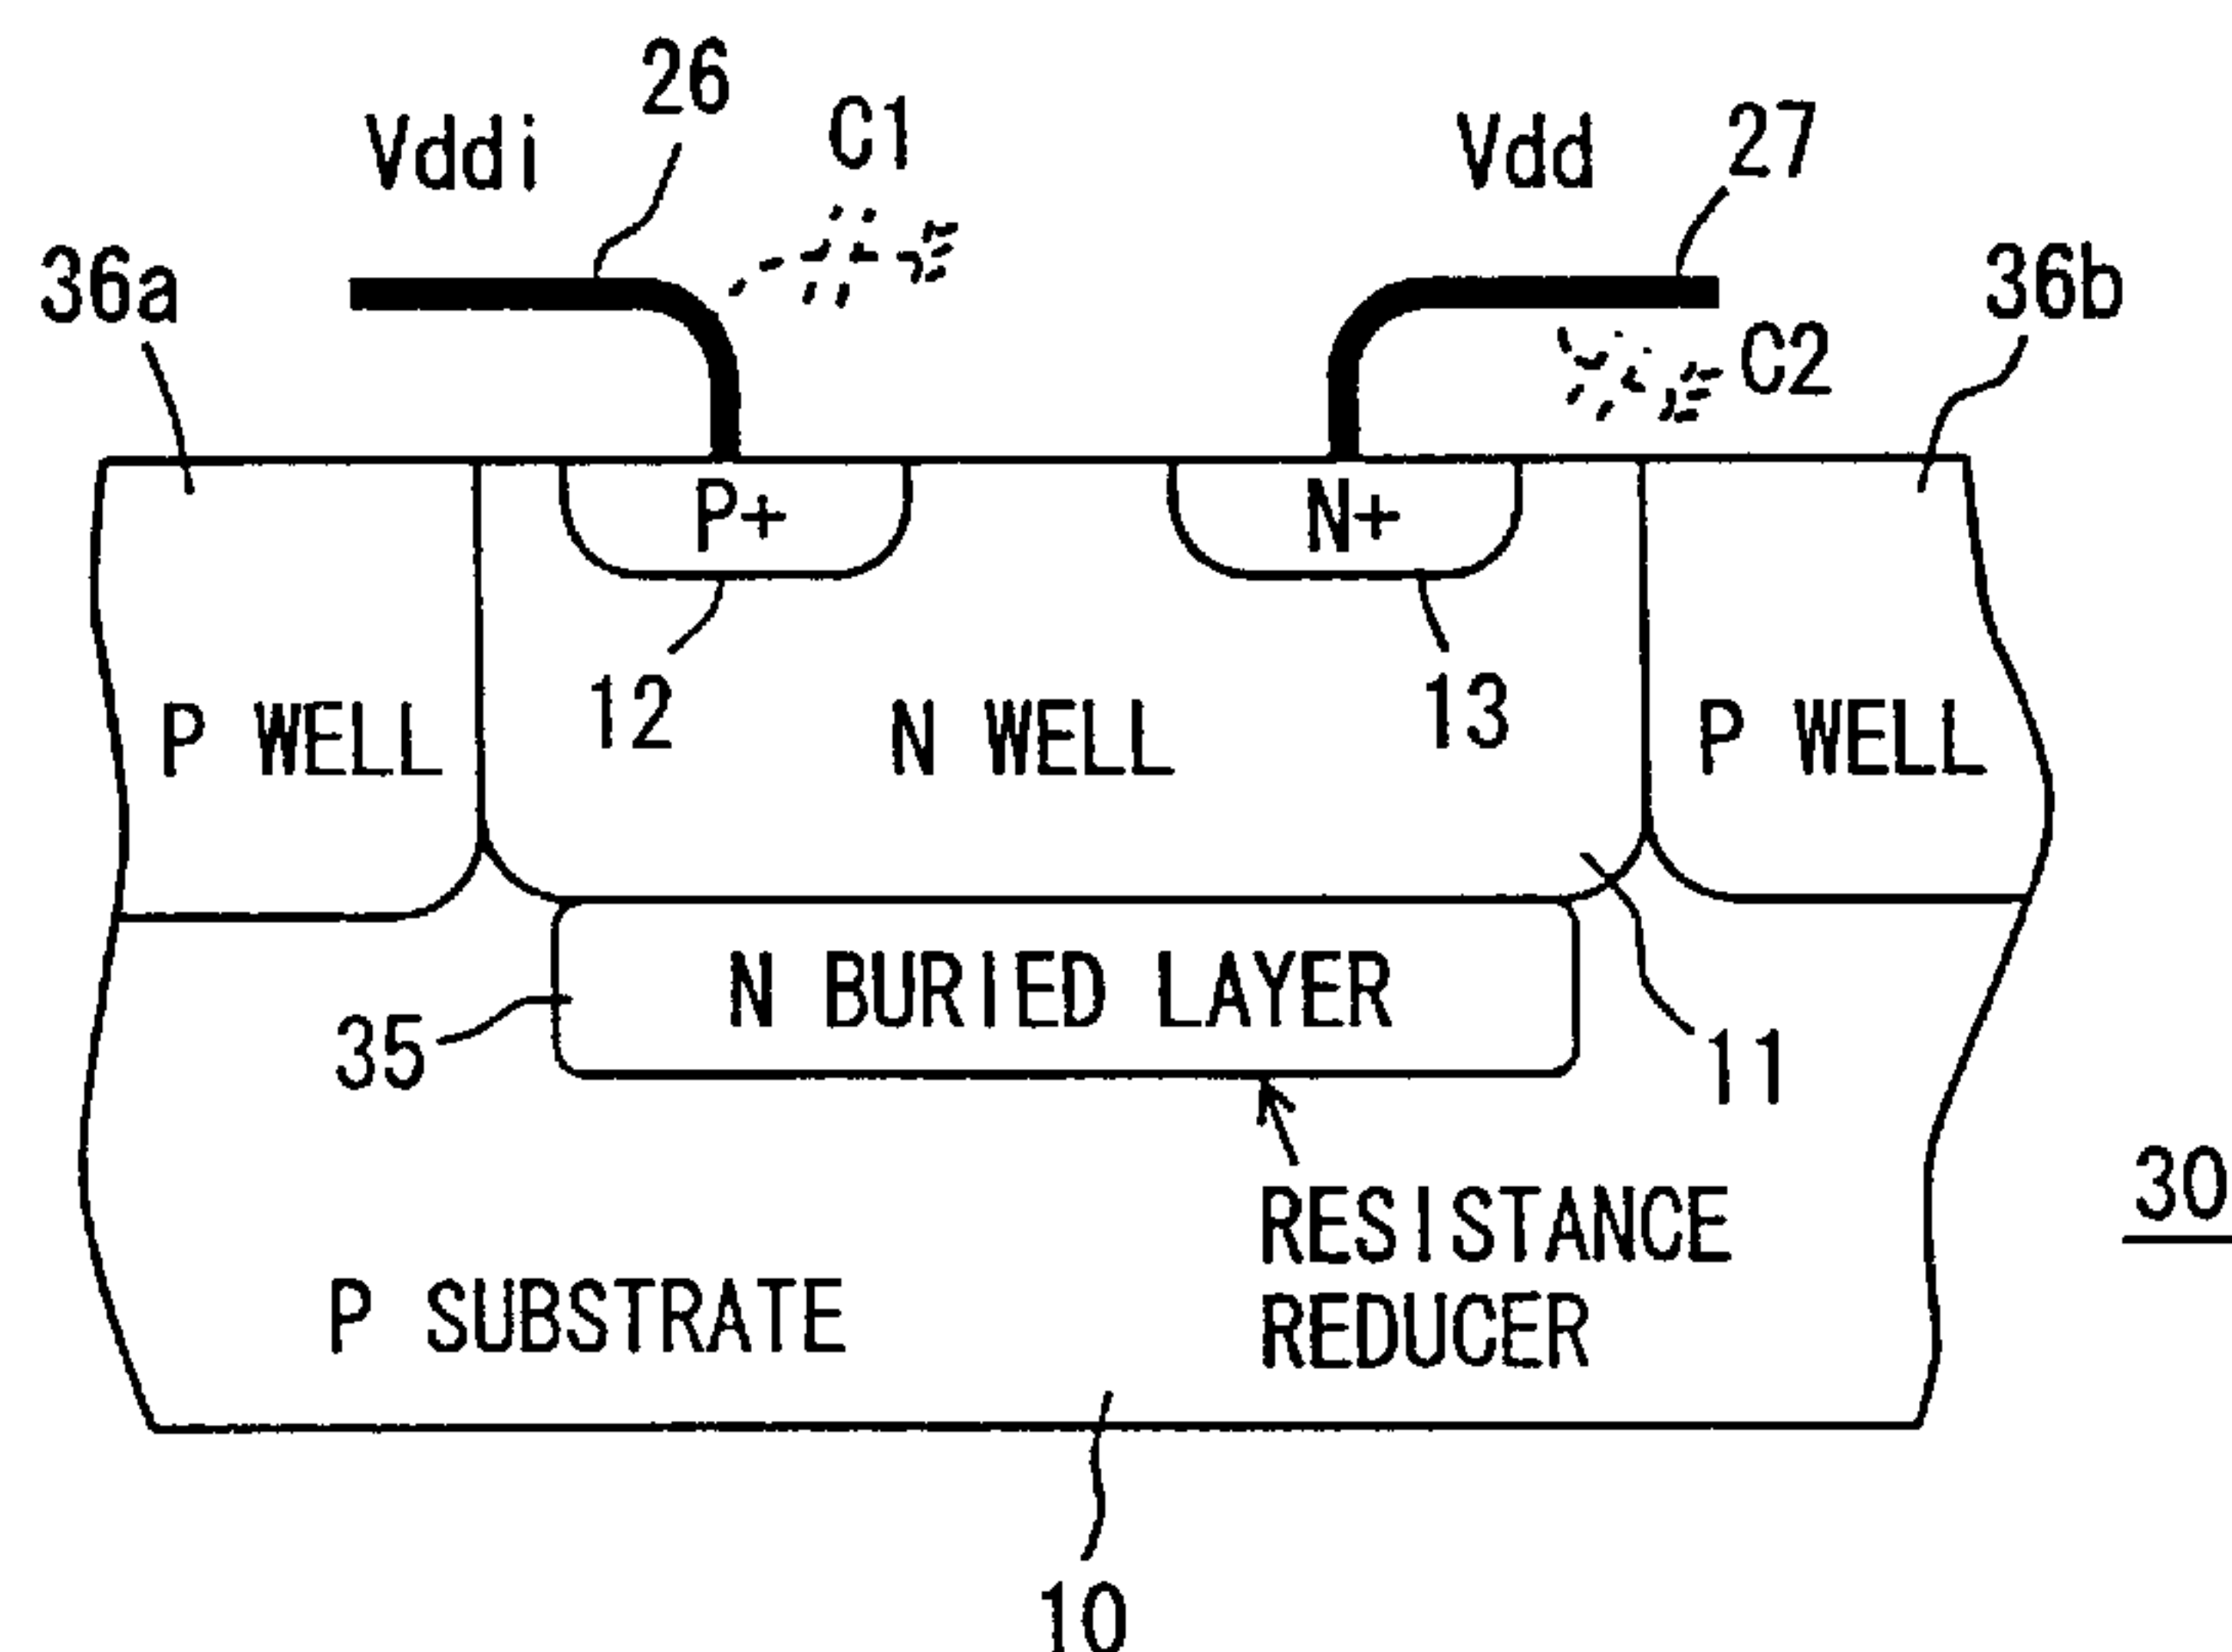 26
C1
Vddi
Vdd
27
36a
36b
C2
P+
N+
12
13
P WELL
N WELL
P WELL
N BURIED LAYER
35
11
30
RESISTANCE
REDUCER
P SUBSTRATE
10